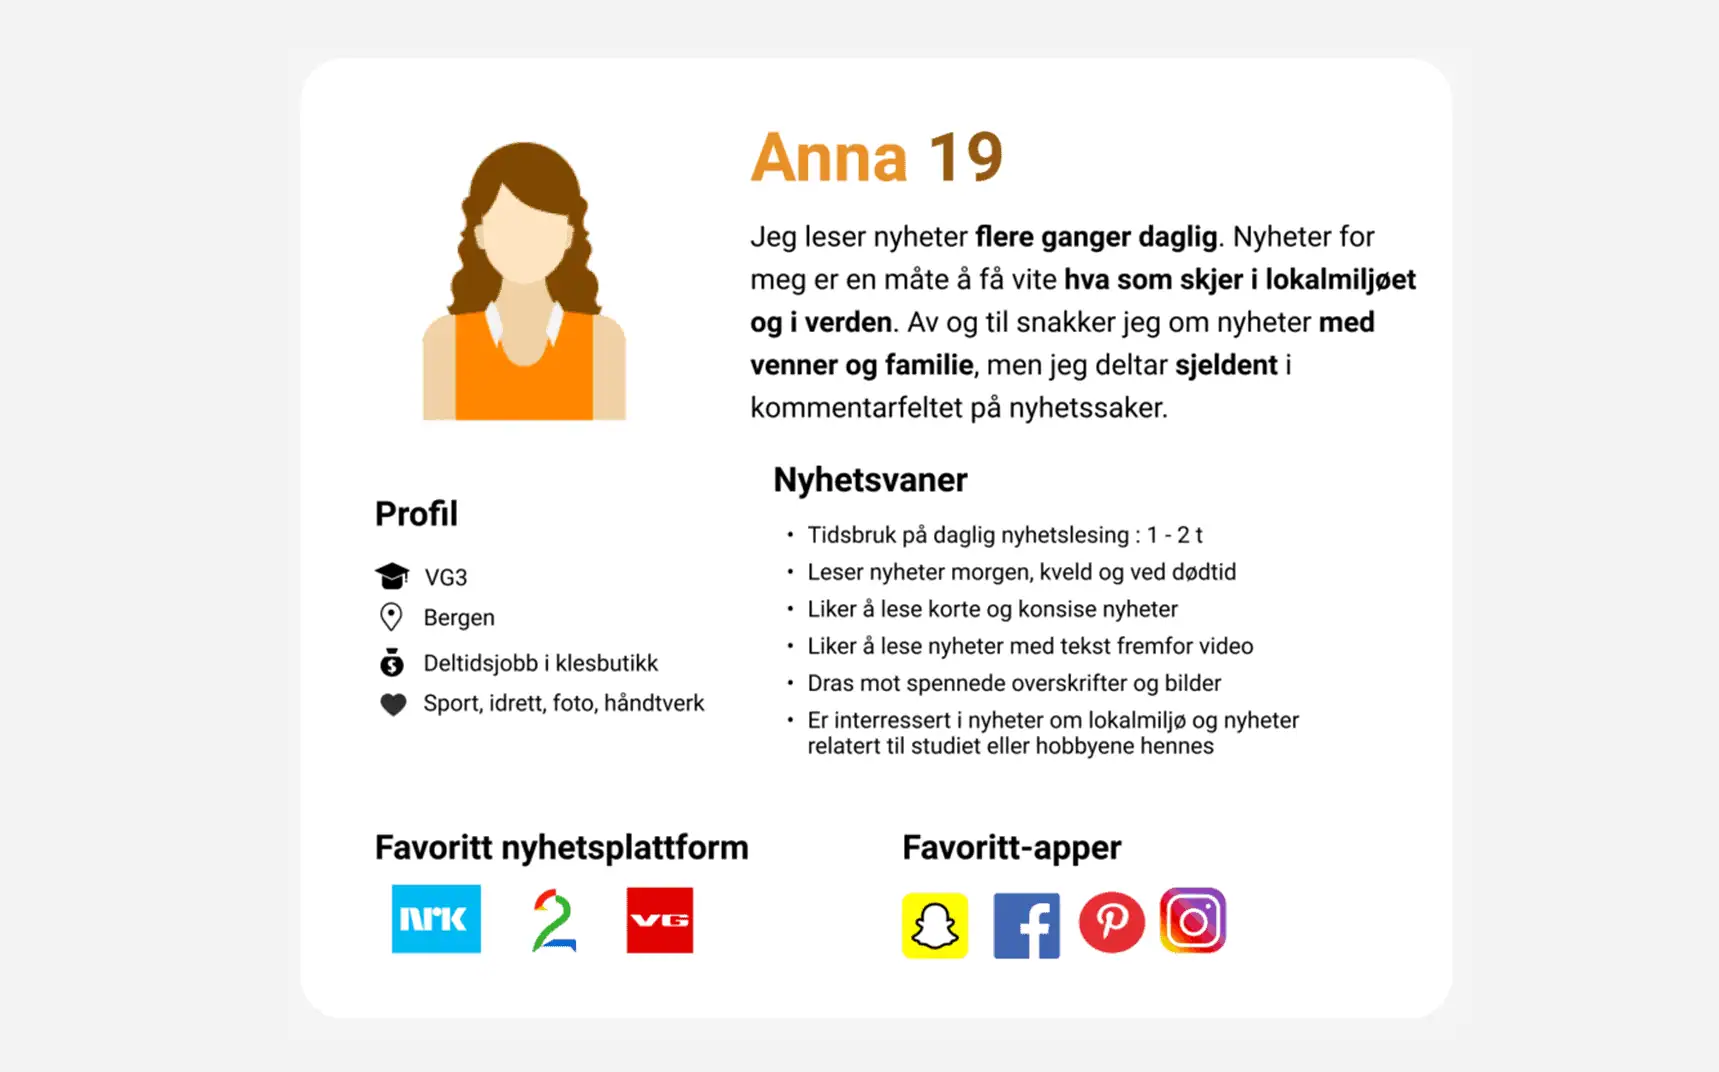 Anna 19
Jeg leser nyheter flere ganger daglig. Nyheter for
meg er en måte å få vite hva som skjer i lokalmiljøet
og i verden. Av og til snakker jeg om nyheter med
venner og familie, men jeg deltar sjeldent i
kommentarfeltet på nyhetssaker.
Profil
VG3
Bergen
Deltidsjobb i klesbutikk
Sport, idrett, foto, håndtverk
Nyhetsvaner
• Tidsbruk på daglig nyhetslesing : 1 - 2 t
• Leser nyheter morgen, kveld og ved dødtid
• Liker å lese korte og konsise nyheter
• Liker å lese nyheter med tekst fremfor video
• Dras mot spennede overskrifter og bilder
• Er interressert i nyheter om lokalmiljø og nyheter
relatert til studiet eller hobbyene hennes
Favoritt nyhetsplattform
NRK 2 VG
Favoritt-apper